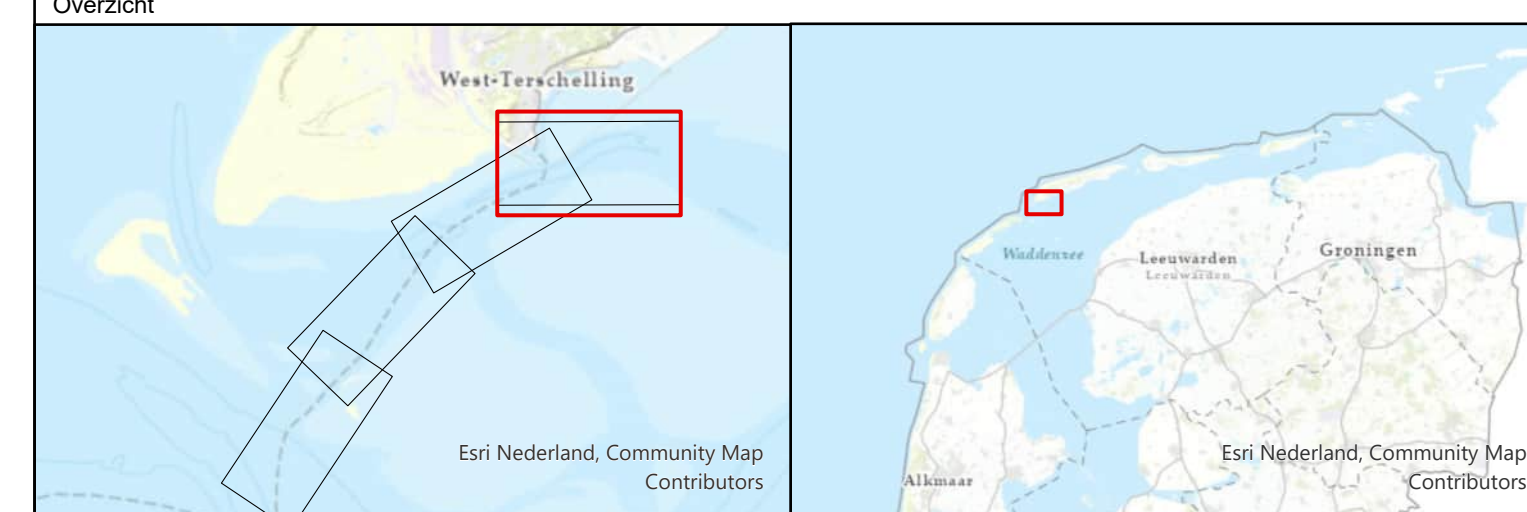 Overzicht
West-Terschelling
Esri Nederland, Community Map
Contributors
Waddenzee
Leeuwarden
Leeuwarden
Groningen
Alkmaar
Esri Nederland, Community Map
Contributors